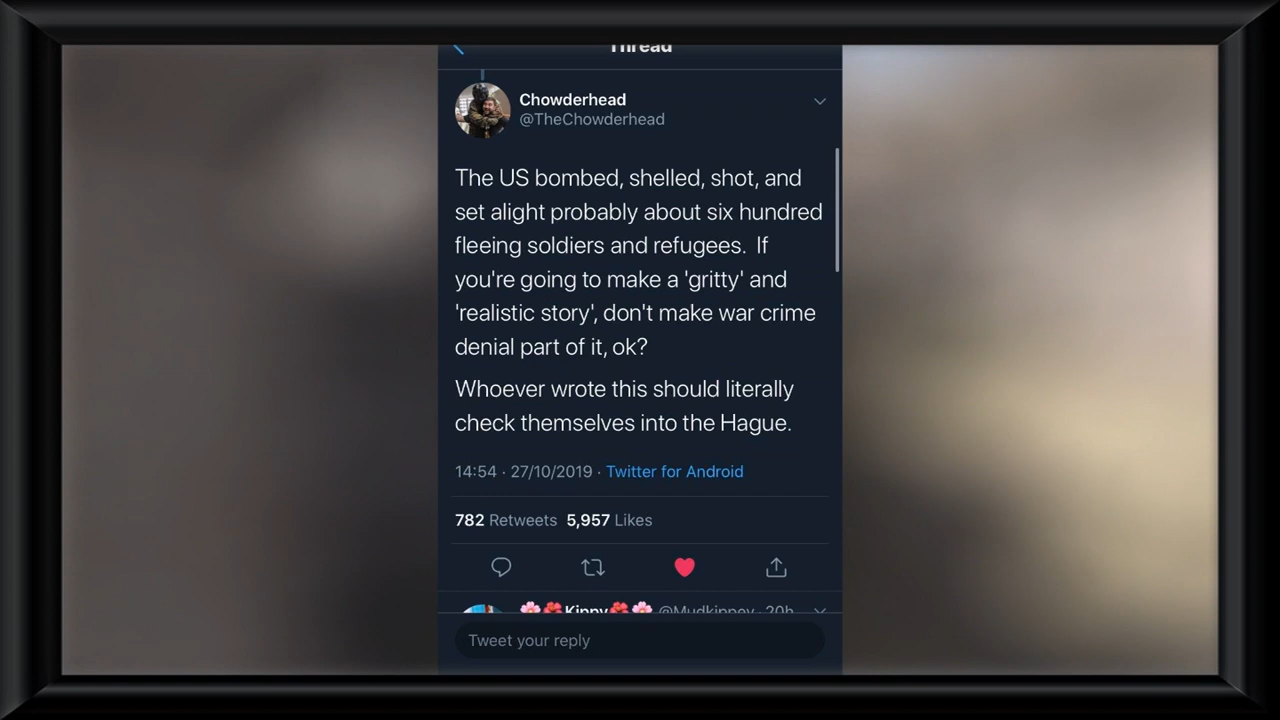 Thread
Chowderhead
@TheChowderhead
The US bombed, shelled, shot, and
set alight probably about six hundred
fleeing soldiers and refugees. If
you're going to make a 'gritty' and
'realistic story', don't make war crime
denial part of it, ok?
Whoever wrote this should literally
check themselves into the Hague.
14:54 · 27/10/2019 · Twitter for Android
782 Retweets 5,957 Likes
🌸🌺Kippy🌺🌸 @Mudkippey · 20h
Tweet your reply